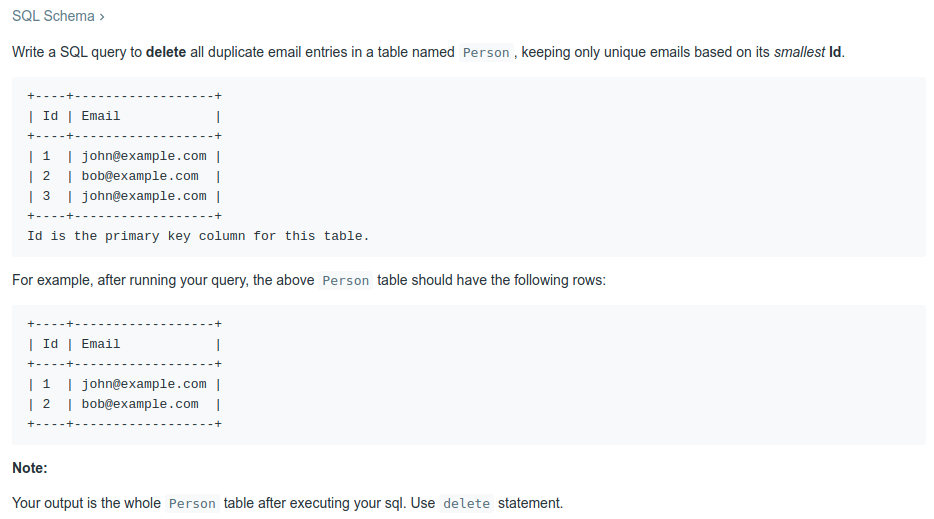 SQL Schema ›
Write a SQL query to delete all duplicate email entries in a table named Person , keeping only unique emails based on its smallest Id.
+----+------------------+
| Id | Email            |
+----+------------------+
| 1  | john@example.com |
| 2  | bob@example.com  |
| 3  | john@example.com |
+----+------------------+
Id is the primary key column for this table.
For example, after running your query, the above Person table should have the following rows:
+----+------------------+
| Id | Email            |
+----+------------------+
| 1  | john@example.com |
| 2  | bob@example.com  |
+----+------------------+
Note:
Your output is the whole Person table after executing your sql. Use delete statement.